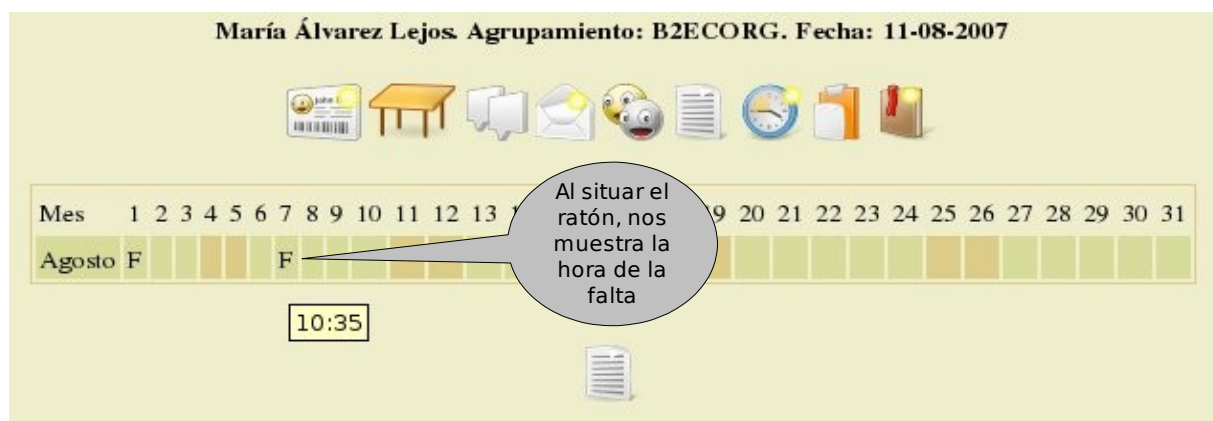 María Álvarez Lejos. Agrupamiento: B2ECORG. Fecha: 11-08-2007
Mes 1 2 3 4 5 6 7 8 9 10 11 12 13 20 21 22 23 24 25 26 27 28 29 30 31
Agosto F F
Al situar el
ratón, nos
muestra la
hora de la
falta
10:35